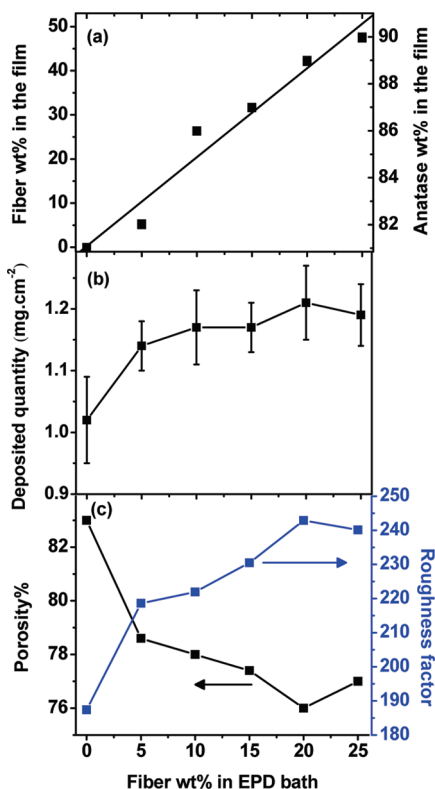 (a)
Fiber wt% in the film
50
40
30
20
10
0
Anatase wt% in the film
90
88
86
84
82
(b)
Deposited quantity (mg.cm⁻²)
1.2
1.1
1.0
0.9
(c)
Porosity%
82
80
78
76
Roughness factor
250
240
230
220
210
200
190
180
0 5 10 15 20 25
Fiber wt% in EPD bath